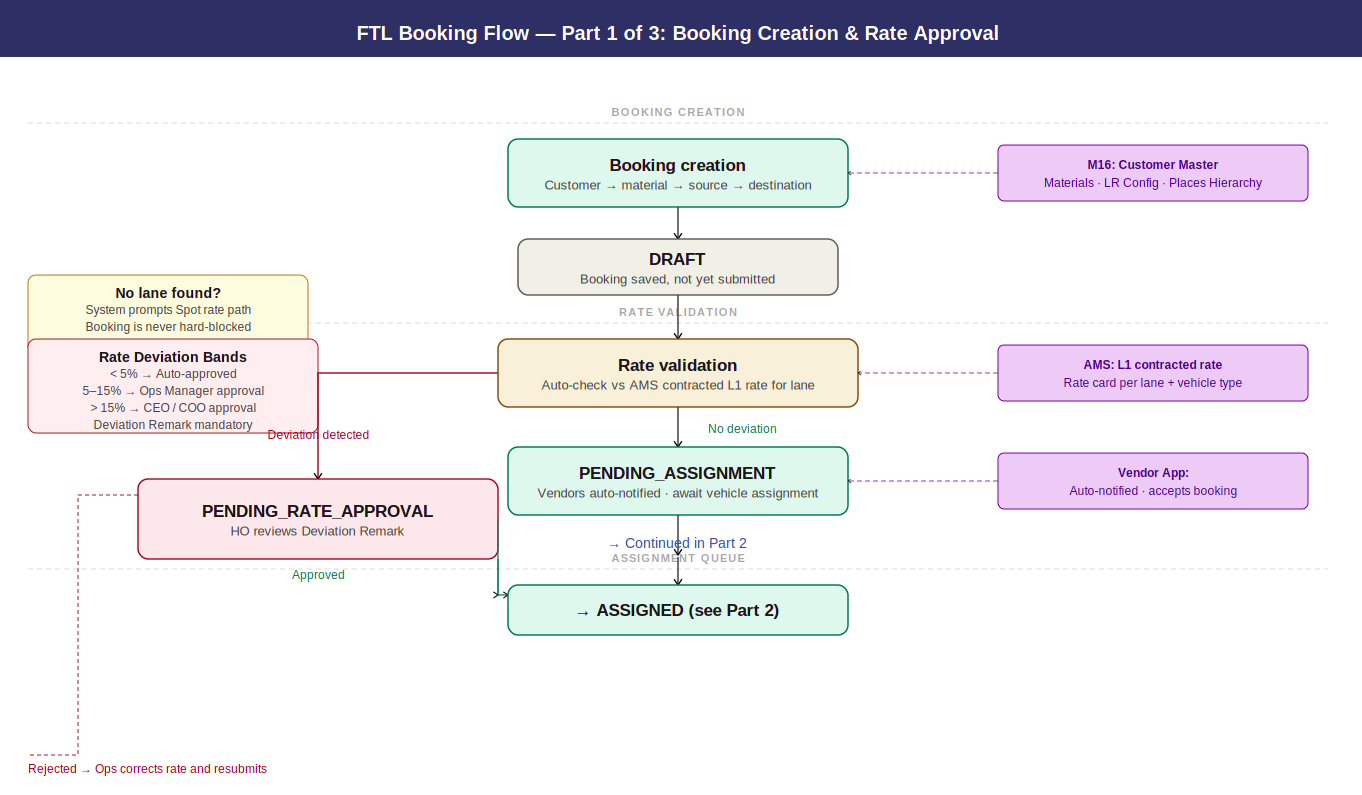 FTL Booking Flow — Part 1 of 3: Booking Creation & Rate Approval
BOOKING CREATION
Booking creation
Customer → material → source → destination
M16: Customer Master
Materials · LR Config · Places Hierarchy
DRAFT
Booking saved, not yet submitted
No lane found?
System prompts Spot rate path
Booking is never hard-blocked
RATE VALIDATION
Rate Deviation Bands
< 5% → Auto-approved
5–15% → Ops Manager approval
> 15% → CEO / COO approval
Deviation Remark mandatory
Rate validation
Auto-check vs AMS contracted L1 rate for lane
AMS: L1 contracted rate
Rate card per lane + vehicle type
Deviation detected
No deviation
PENDING_ASSIGNMENT
Vendors auto-notified · await vehicle assignment
Vendor App:
Auto-notified · accepts booking
PENDING_RATE_APPROVAL
HO reviews Deviation Remark
→ Continued in Part 2
ASSIGNMENT QUEUE
Approved
→ ASSIGNED (see Part 2)
Rejected → Ops corrects rate and resubmits